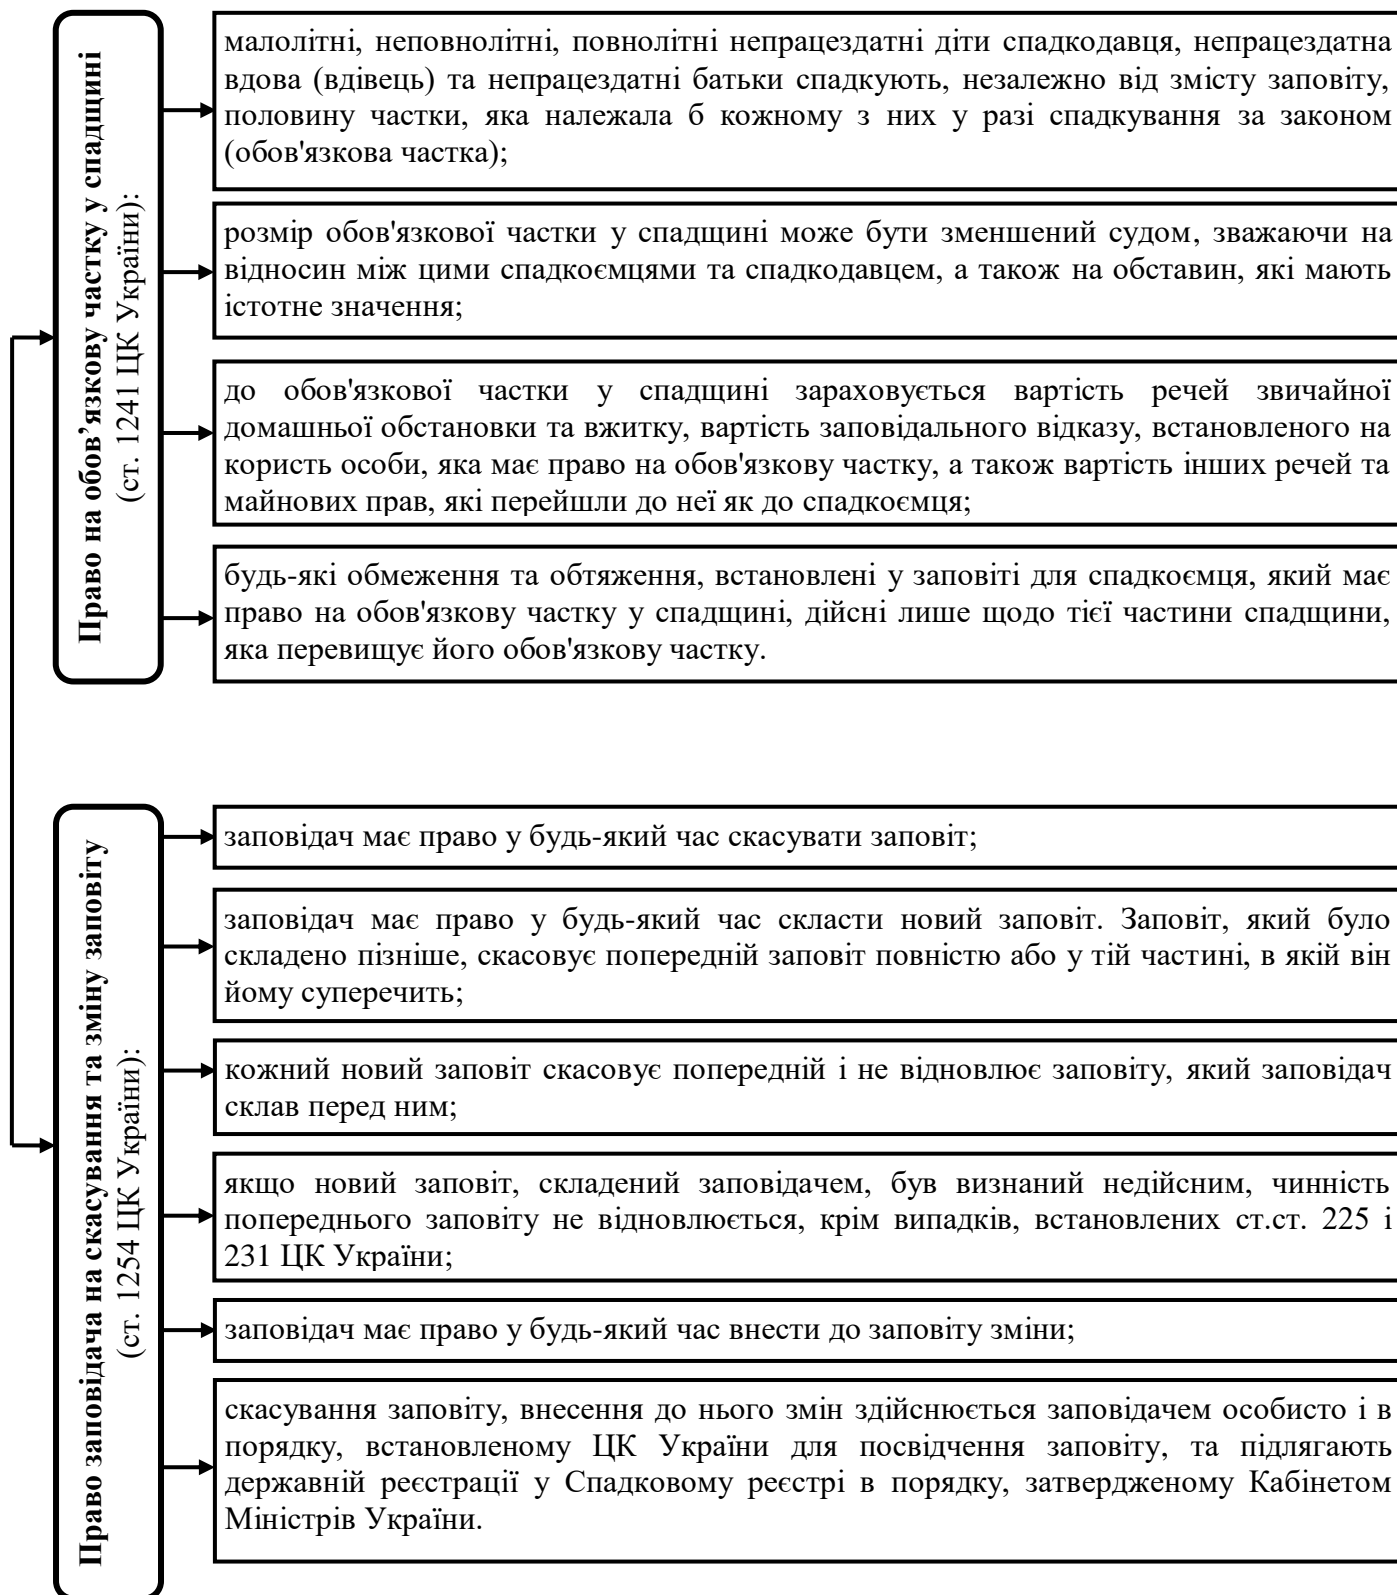 Право на обов’язкову частку у спадщині
(ст. 1241 ЦК України):
малолітні, неповнолітні, повнолітні непрацездатні діти спадкодавця, непрацездатна
вдова (вдівець) та непрацездатні батьки спадкують, незалежно від змісту заповіту,
половину частки, яка належала б кожному з них у разі спадкування за законом
(обов'язкова частка);
розмір обов'язкової частки у спадщині може бути зменшений судом, зважаючи на
відносин між цими спадкоємцями та спадкодавцем, а також на обставин, які мають
істотне значення;
до обов'язкової частки у спадщині зараховується вартість речей звичайної
домашньої обстановки та вжитку, вартість заповідального відказу, встановленого на
користь особи, яка має право на обов'язкову частку, а також вартість інших речей та
майнових прав, які перейшли до неї як до спадкоємця;
будь-які обмеження та обтяження, встановлені у заповіті для спадкоємця, який має
право на обов'язкову частку у спадщині, дійсні лише щодо тієї частини спадщини,
яка перевищує його обов'язкову частку.
Право заповідача на скасування та зміну заповіту
(ст. 1254 ЦК України):
заповідач має право у будь-який час скасувати заповіт;
заповідач має право у будь-який час скласти новий заповіт. Заповіт, який було
складено пізніше, скасовує попередній заповіт повністю або у тій частині, в якій він
йому суперечить;
кожний новий заповіт скасовує попередній і не відновлює заповіту, який заповідач
склав перед ним;
якщо новий заповіт, складений заповідачем, був визнаний недійсним, чинність
попереднього заповіту не відновлюється, крім випадків, встановлених ст.ст. 225 і
231 ЦК України;
заповідач має право у будь-який час внести до заповіту зміни;
скасування заповіту, внесення до нього змін здійснюється заповідачем особисто і в
порядку, встановленому ЦК України для посвідчення заповіту, та підлягають
державній реєстрації у Спадковому реєстрі в порядку, затвердженому Кабінетом
Міністрів України.